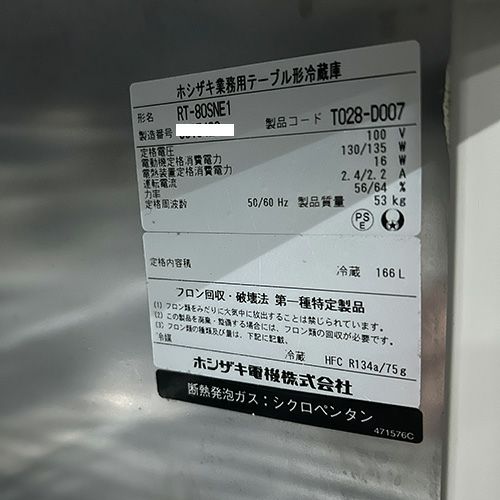 ホシザキ業務用テーブル形冷蔵庫
形名 RT-80SNE1 製品コード T028-D007
製造番号
定格電圧 100 V
電動機定格消費電力 130/135 W
電熱装置定格消費電力 16 W
運転電流 2.4/2.2 A
力率 56/64 %
定格周波数 50/60 Hz 製品質量 53 kg
PS
E
定格内容積 冷蔵 166 L
フロン回収・破壊法 第一種特定製品
(1) フロン類をみだりに大気中に放出することは禁じられています。
(2) この製品を廃棄・整備する場合には、フロン類の回収が必要です。
(3) フロン類の種類及び量は、下記に記載。
冷媒 冷蔵 HFC R134a/75g
ホシザキ電機株式会社
断熱発泡ガス：シクロペンタン
471576C